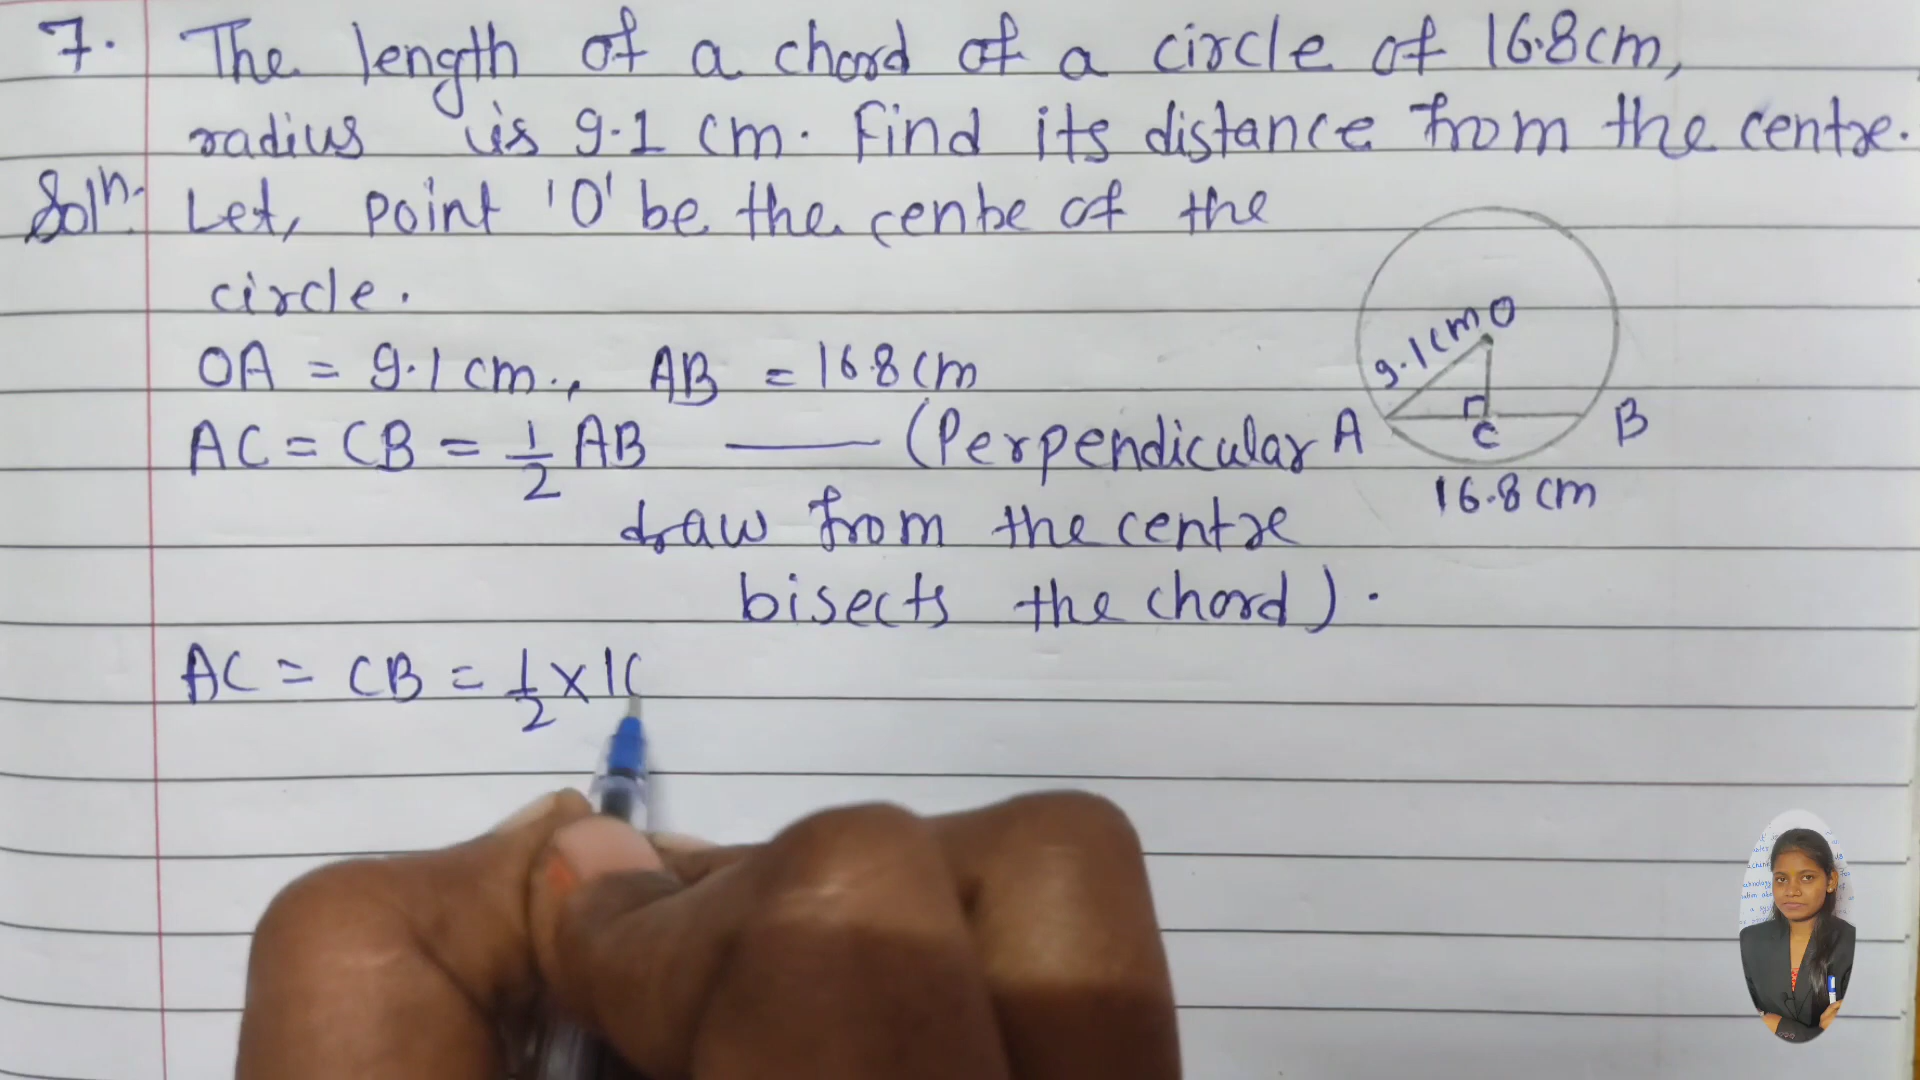 7. The length of a chord of a circle of 16.8cm,
radius is 9.1 cm. Find its distance from the centre.
Soln. Let, point 'O' be the centre of the
circle.
OA = 9.1 cm., AB = 16.8 cm
AC = CB = 1/2 AB —— (Perpendicular
draw from the centre
bisects the chord).
AC = CB = 1/2 × 1
9.1cm O
A C B
16.8 cm